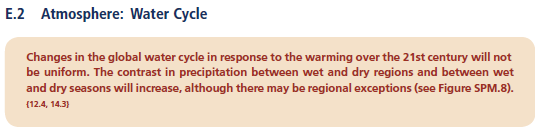 E.2 Atmosphere: Water Cycle
Changes in the global water cycle in response to the warming over the 21st century will not
be uniform. The contrast in precipitation between wet and dry regions and between wet
and dry seasons will increase, although there may be regional exceptions (see Figure SPM.8).
{12.4, 14.3}